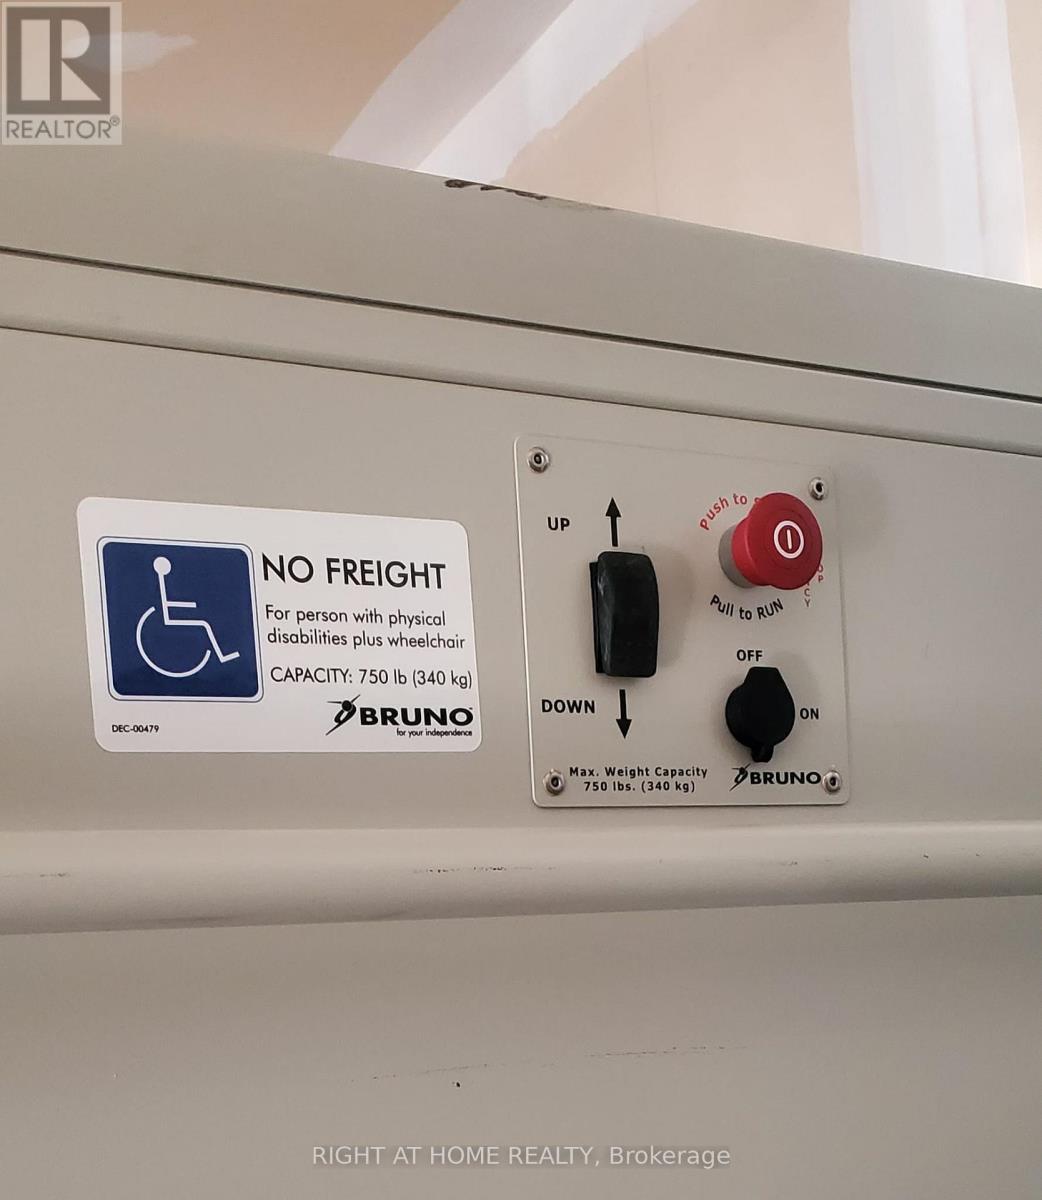 REALTOR®
NO FREIGHT
For person with physical
disabilities plus wheelchair
CAPACITY: 750 lb (340 kg)
BRUNO
for your independence
DEC-00479
UP
DOWN
Push to
Pull to RUN
OFF
ON
Max. Weight Capacity
750 lbs. (340 kg)
BRUNO
RIGHT AT HOME REALTY, Brokerage